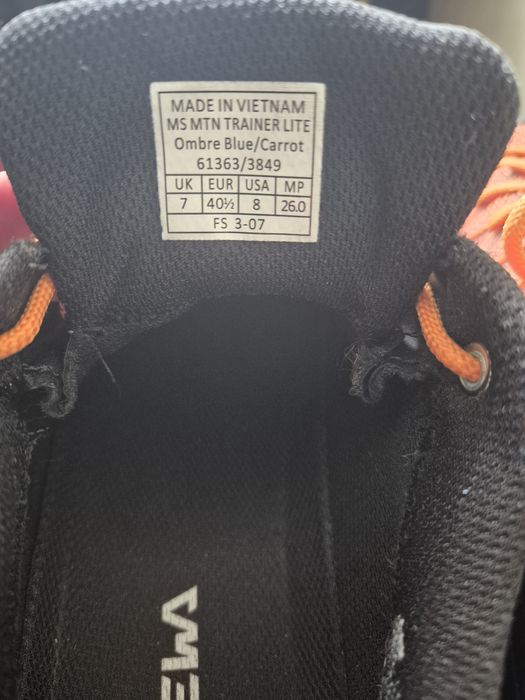 MADE IN VIETNAM
MS MTN TRAINER LITE
Ombre Blue/Carrot
61363/3849
UK EUR USA MP
7 40½ 8 26.0
FS 3-07